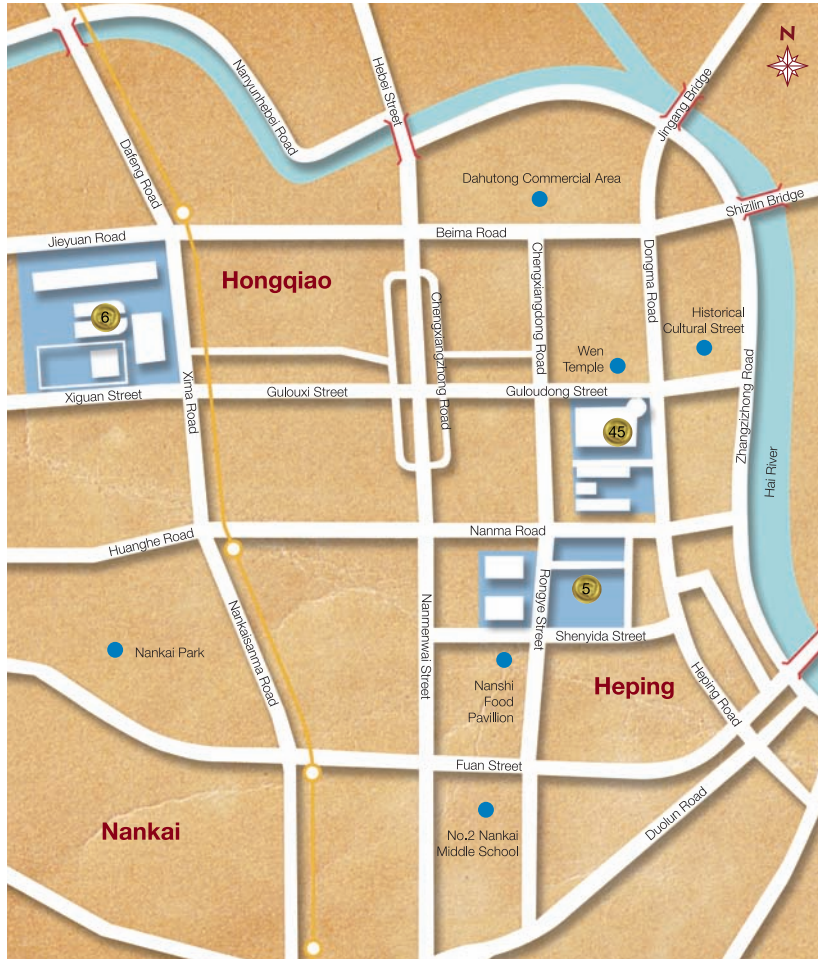 N
Hebei Street
Nanyunhebei Road
Jingang Bridge
Dafeng Road
Dahutong Commercial Area
Shizilin Bridge
Jieyuan Road
Beima Road
Hongqiao
Chengxiangdong Road
Dongma Road
Chengxiangzhong Road
6
Historical
Cultural Street
Wen
Temple
Zhangzizhong Road
Xima Road
Xiguan Street
Gulouxi Street
Guloudong Street
45
Hai River
Huanghe Road
Nanma Road
5
Rongye Street
Nanmenwai Street
Nankaisanma Road
Shenyida Street
Nankai Park
Nanshi
Food
Pavilion
Heping
Heping Road
Fuan Street
Duolun Road
Nankai
No.2 Nankai
Middle School